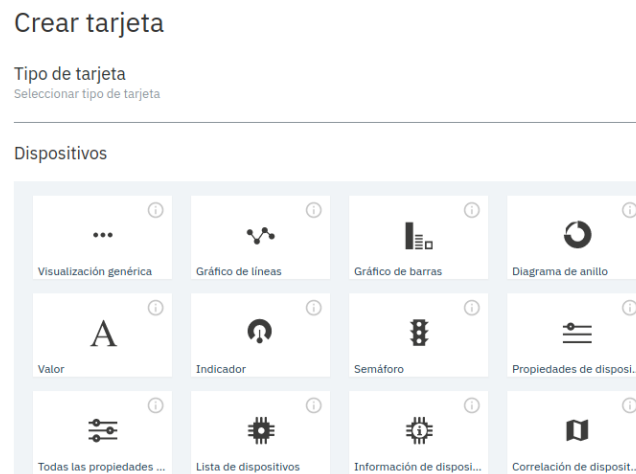 Crear tarjeta
Tipo de tarjeta
Seleccionar tipo de tarjeta
Dispositivos
Visualización genérica
Gráfico de líneas
Gráfico de barras
Diagrama de anillo
Valor
Indicador
Semáforo
Propiedades de disposi...
Todas las propiedades ...
Lista de dispositivos
Información de disposi...
Correlación de disposit...